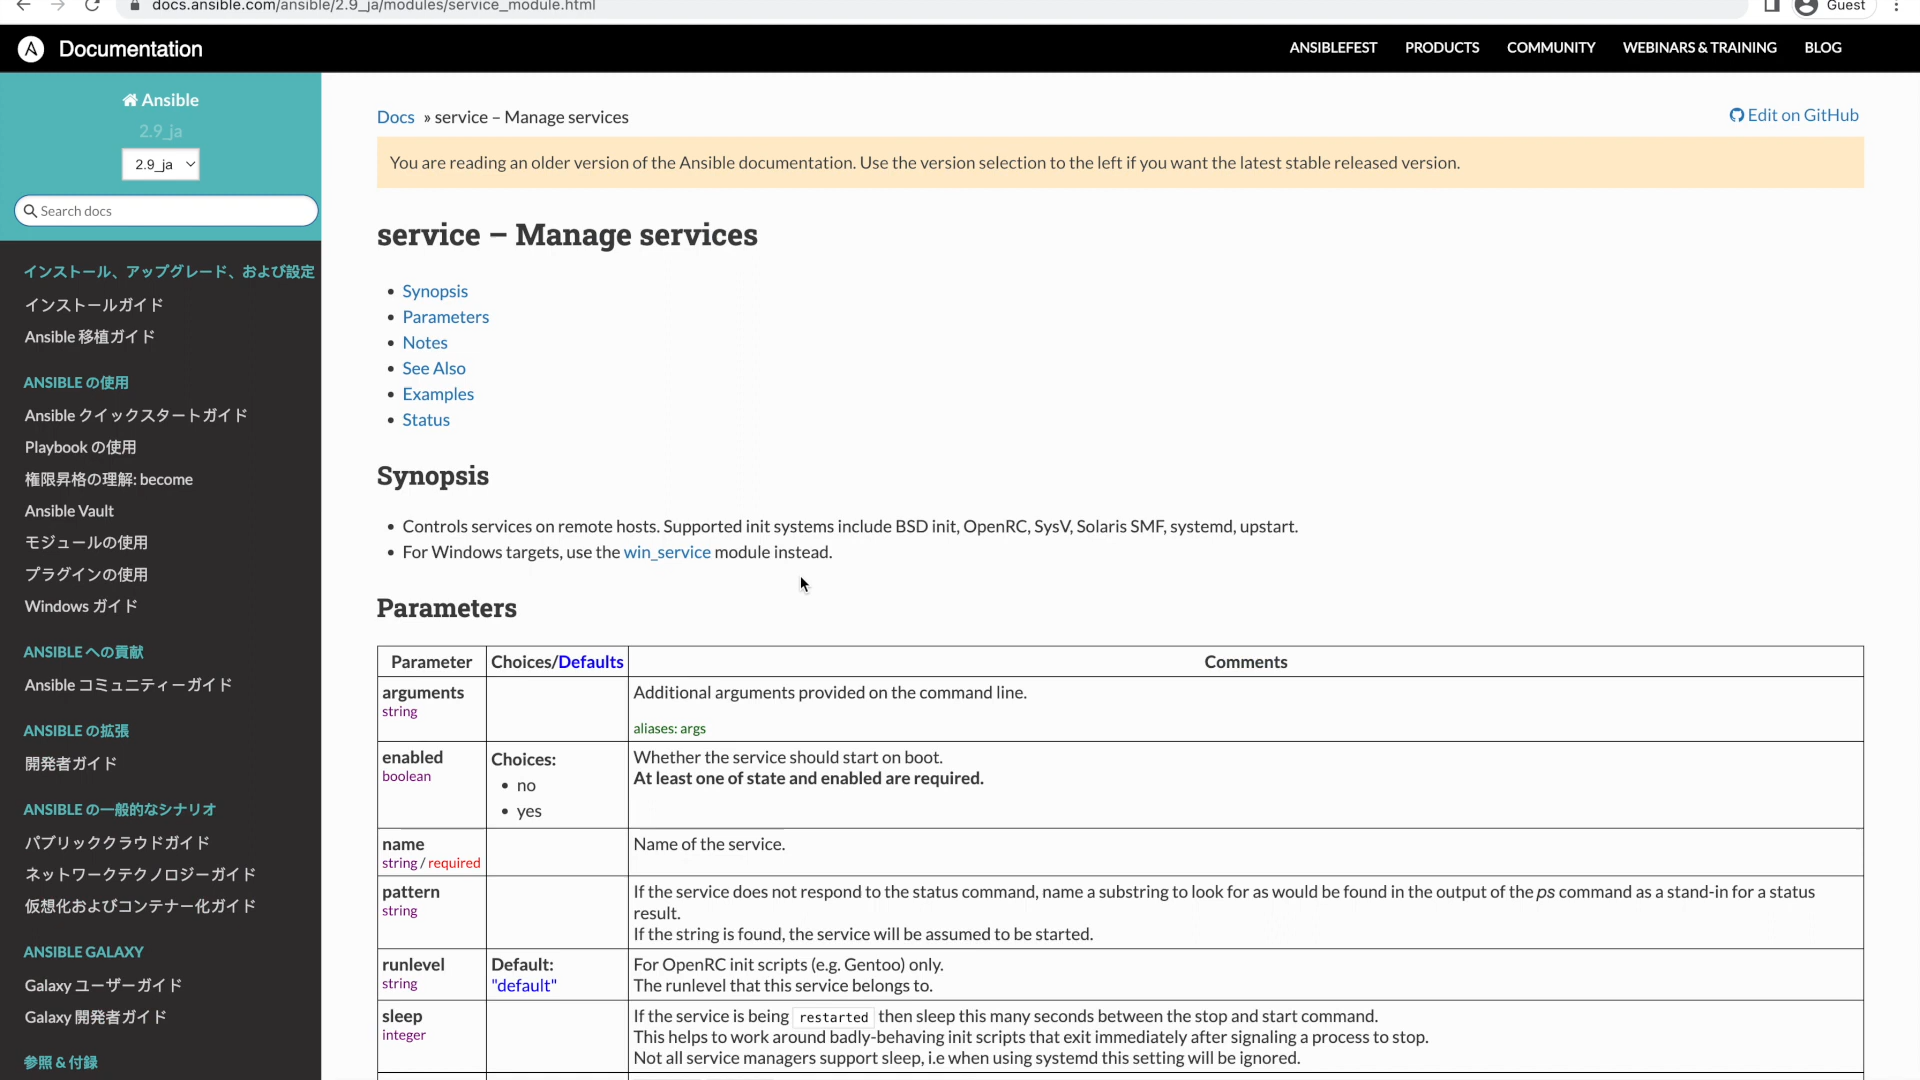 docs.ansible.com/ansible/2.9_ja/modules/service_module.html
Guest
Documentation
ANSIBLEFEST
PRODUCTS
COMMUNITY
WEBINARS & TRAINING
BLOG
Ansible
2.9_ja
2.9_ja
Search docs
インストール、アップグレード、および設定
インストールガイド
Ansible 移植ガイド
ANSIBLE の使用
Ansible クイックスタートガイド
Playbook の使用
権限昇格の理解: become
Ansible Vault
モジュールの使用
プラグインの使用
Windows ガイド
ANSIBLE への貢献
Ansible コミュニティーガイド
ANSIBLE の拡張
開発者ガイド
ANSIBLE の一般的なシナリオ
パブリッククラウドガイド
ネットワークテクノロジーガイド
仮想化およびコンテナー化ガイド
ANSIBLE GALAXY
Galaxy ユーザーガイド
Galaxy 開発者ガイド
参照 & 付録
Docs » service – Manage services
Edit on GitHub
You are reading an older version of the Ansible documentation. Use the version selection to the left if you want the latest stable released version.
service – Manage services
• Synopsis
• Parameters
• Notes
• See Also
• Examples
• Status
Synopsis
• Controls services on remote hosts. Supported init systems include BSD init, OpenRC, SysV, Solaris SMF, systemd, upstart.
• For Windows targets, use the win_service module instead.
Parameters
Parameter Choices/Defaults Comments
arguments
string
Additional arguments provided on the command line.
aliases: args
enabled
boolean
Choices:
• no
• yes
Whether the service should start on boot.
At least one of state and enabled are required.
name
string / required
Name of the service.
pattern
string
If the service does not respond to the status command, name a substring to look for as would be found in the output of the ps command as a stand-in for a status
result.
If the string is found, the service will be assumed to be started.
runlevel
string
Default:
"default"
For OpenRC init scripts (e.g. Gentoo) only.
The runlevel that this service belongs to.
sleep
integer
If the service is being restarted then sleep this many seconds between the stop and start command.
This helps to work around badly-behaving init scripts that exit immediately after signaling a process to stop.
Not all service managers support sleep, i.e when using systemd this setting will be ignored.